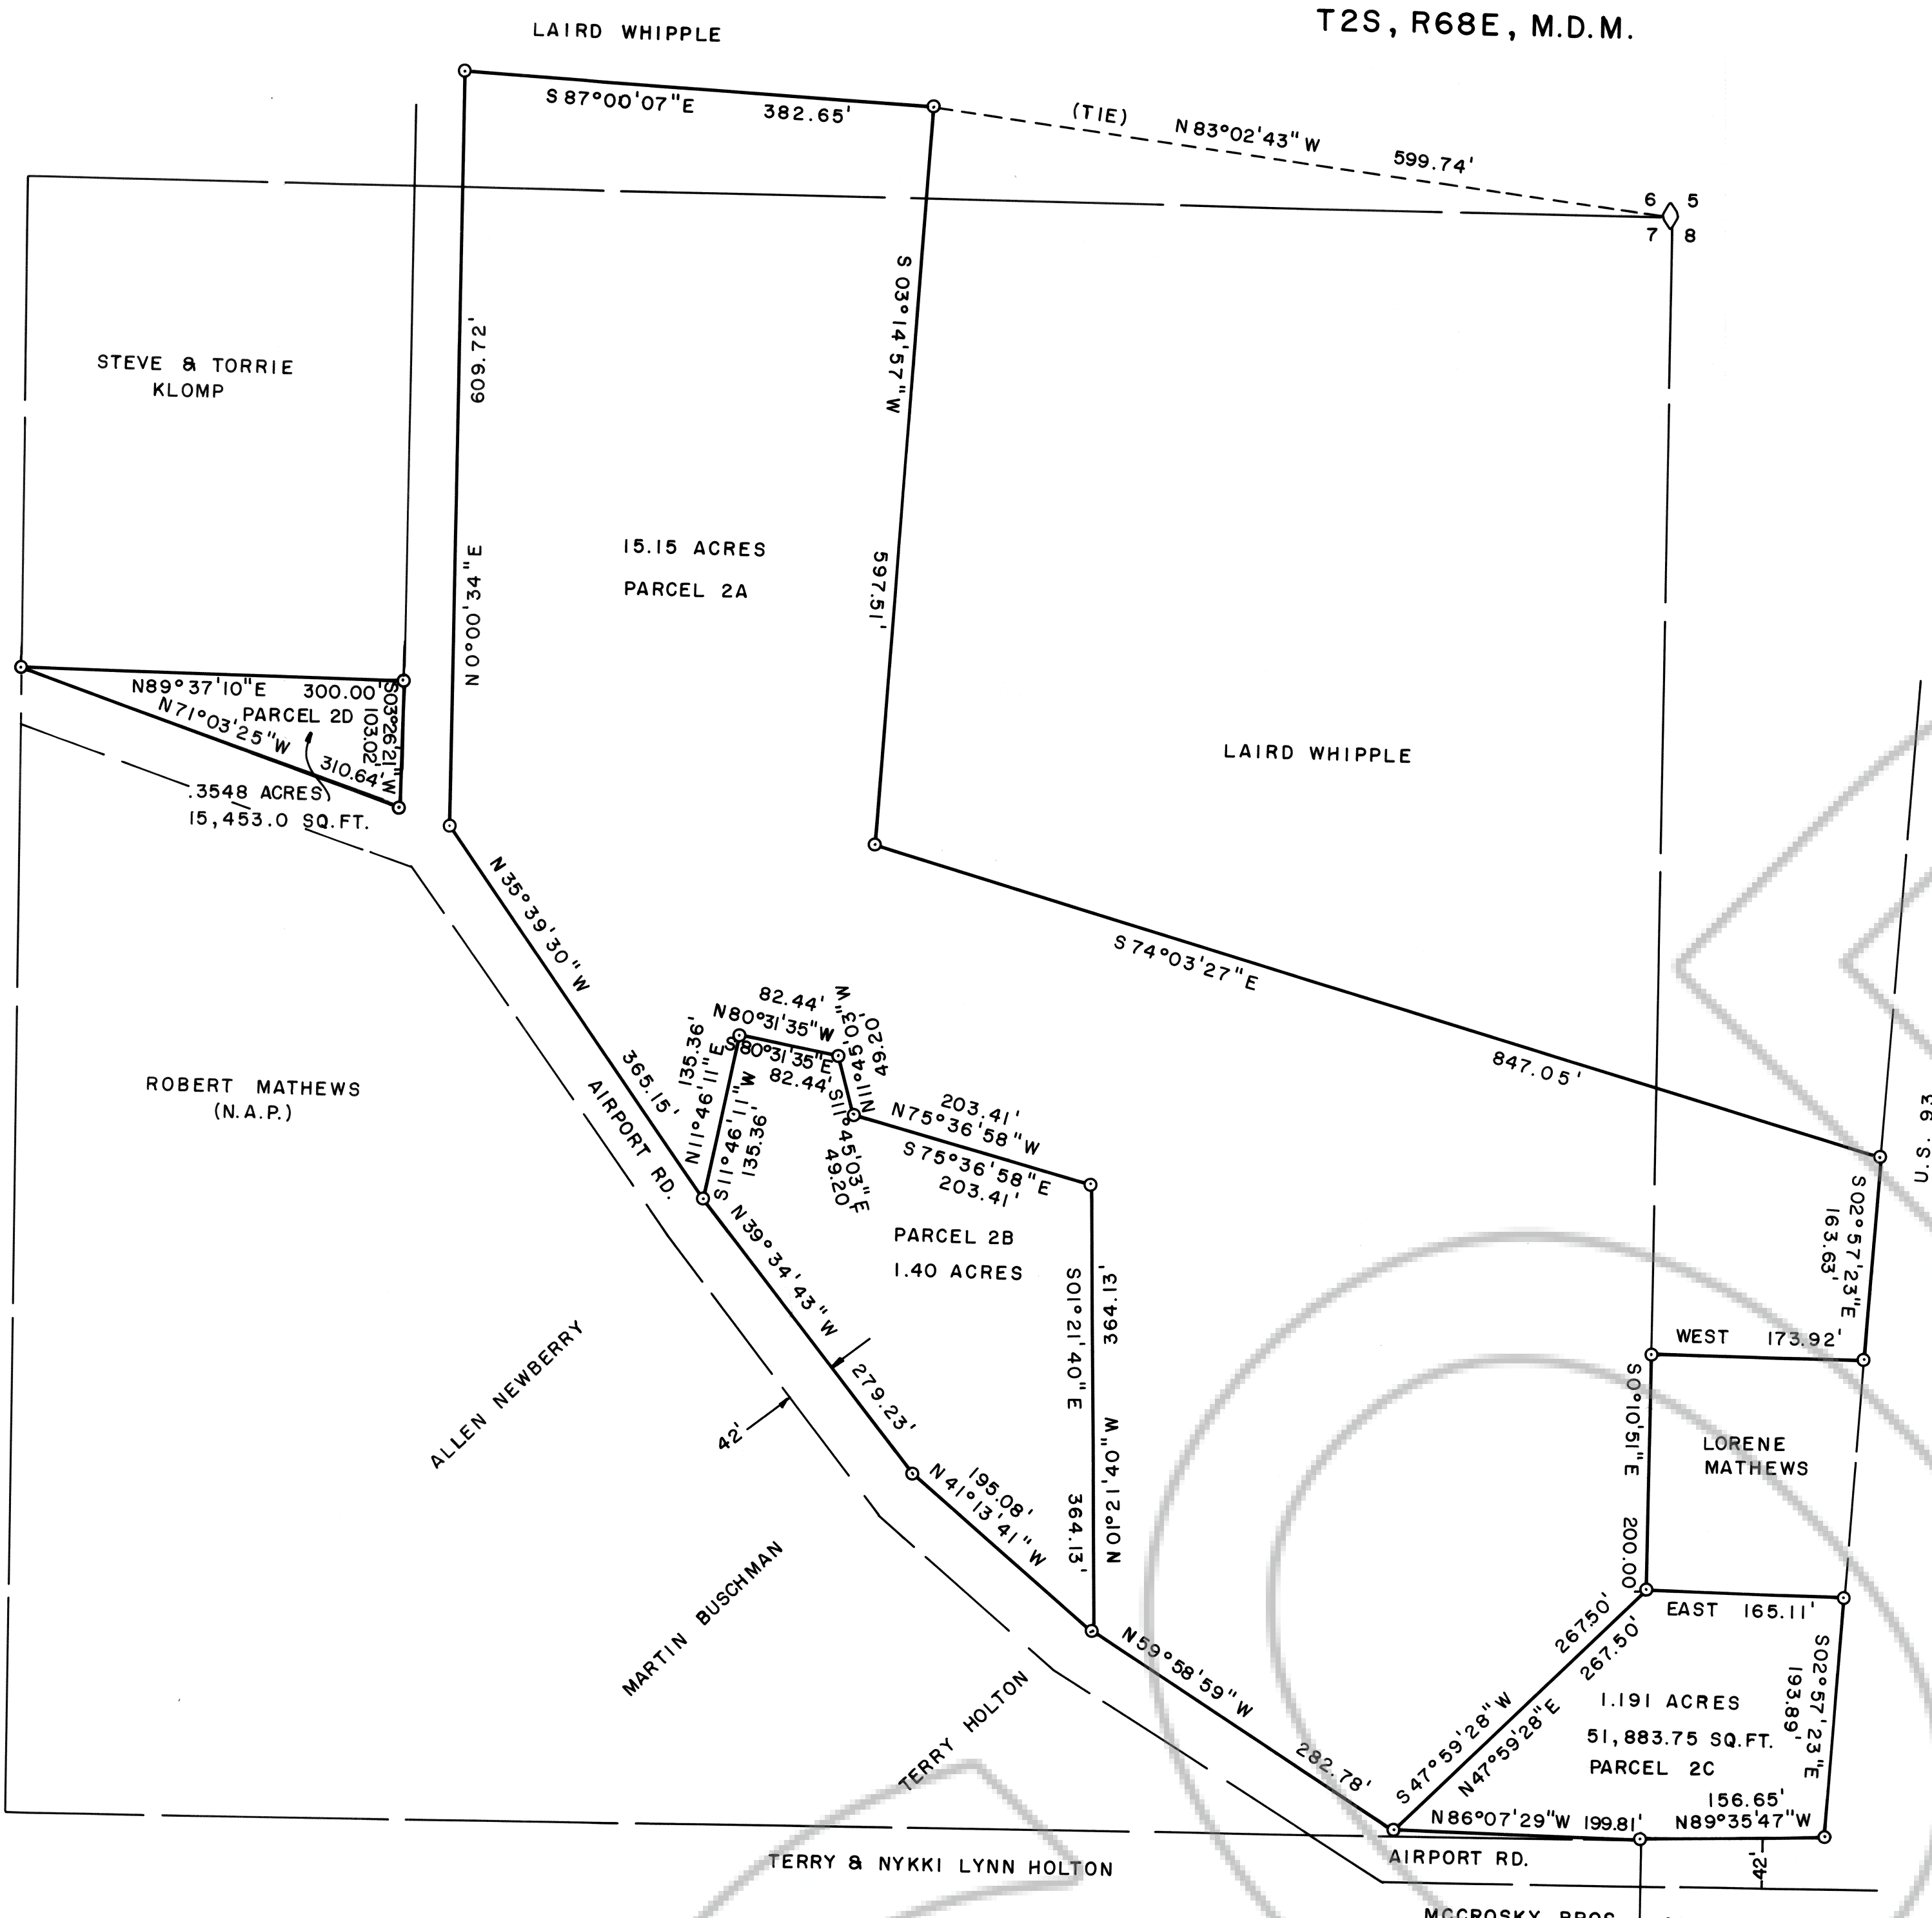 T2S, R68E, M.D.M.
LAIRD WHIPPLE
S 87°00'07"E 382.65'
(TIE) N 83°02'43" W 599.74'
6 5
7 8
STEVE & TORRIE
KLOMP
609.72'
N 0°00'34" E
S 03°14'57" W
597.51'
15.15 ACRES
PARCEL 2A
N89°37'10"E 300.00'
PARCEL 2D
N71°03'25"W 310.64'
S03°26'21"W
103.02'
.3548 ACRES
15,453.0 SQ.FT.
LAIRD WHIPPLE
N 35°39'30" W
365.15'
AIRPORT RD.
S 74°03'27"E
847.05'
ROBERT MATHEWS
(N.A.P.)
82.44'
N80°31'35"W
S80°31'35"E
82.44'
135.36'
N11°46'11"E
S11°46'11"W
135.36'
N11°45'03"W
49.20'
S11°45'03"E
49.20'
203.41'
N75°36'58"W
S75°36'58"E
203.41'
PARCEL 2B
1.40 ACRES
U.S. 93
S02°57'23"E
163.63'
N39°34'43"W
279.23'
S01°21'40"E
364.13'
364.13'
N01°21'40"W
WEST 173.92'
S0°10'51"E 200.00'
LORENE
MATHEWS
ALLEN NEWBERRY
42'
195.08'
N41°13'41"W
MARTIN BUSCHMAN
EAST 165.11'
267.50'
267.50'
S47°59'28"W
N47°59'28"E
N59°58'59"W
282.78'
S02°57'23"E
193.89'
1.191 ACRES
51,883.75 SQ.FT.
PARCEL 2C
TERRY HOLTON
156.65'
N86°07'29"W 199.81' N89°35'47"W
TERRY & NYKKI LYNN HOLTON
AIRPORT RD.
42'
MCCROSKY BROS.